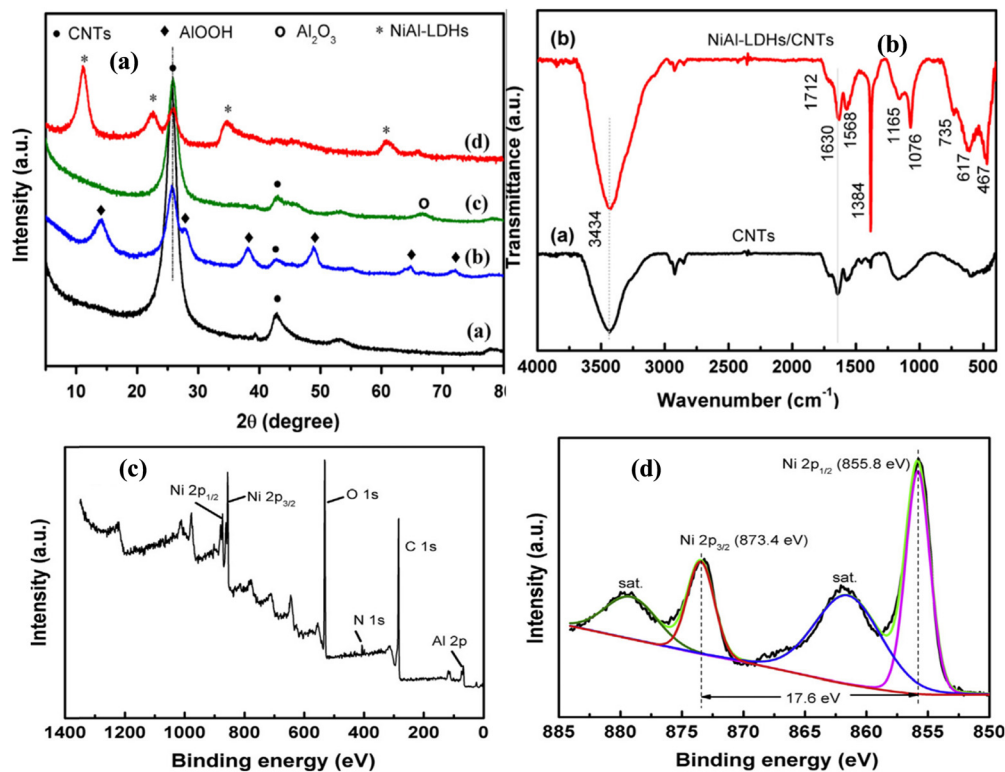 ● CNTs ◆ AlOOH o Al₂O₃ * NiAl-LDHs
(a)
(d)
(c)
(b)
(a)
Intensity (a.u.)
10 20 30 40 50 60 70 80
2θ (degree)
(b)
NiAl-LDHs/CNTs
(b)
3434
1712
1630
1568
1384
1165
1076
735
617
467
(a)
CNTs
Transmittance (a.u.)
4000 3500 3000 2500 2000 1500 1000 500
Wavenumber (cm⁻¹)
(c)
Ni 2p₁/₂
Ni 2p₃/₂
O 1s
C 1s
N 1s
Al 2p
Intensity (a.u.)
1400 1200 1000 800 600 400 200 0
Binding energy (eV)
(d)
Ni 2p₁/₂ (855.8 eV)
Ni 2p₃/₂ (873.4 eV)
sat.
sat.
17.6 eV
Intensity (a.u.)
880 875 870 865 860 855 850
Binding energy (eV)